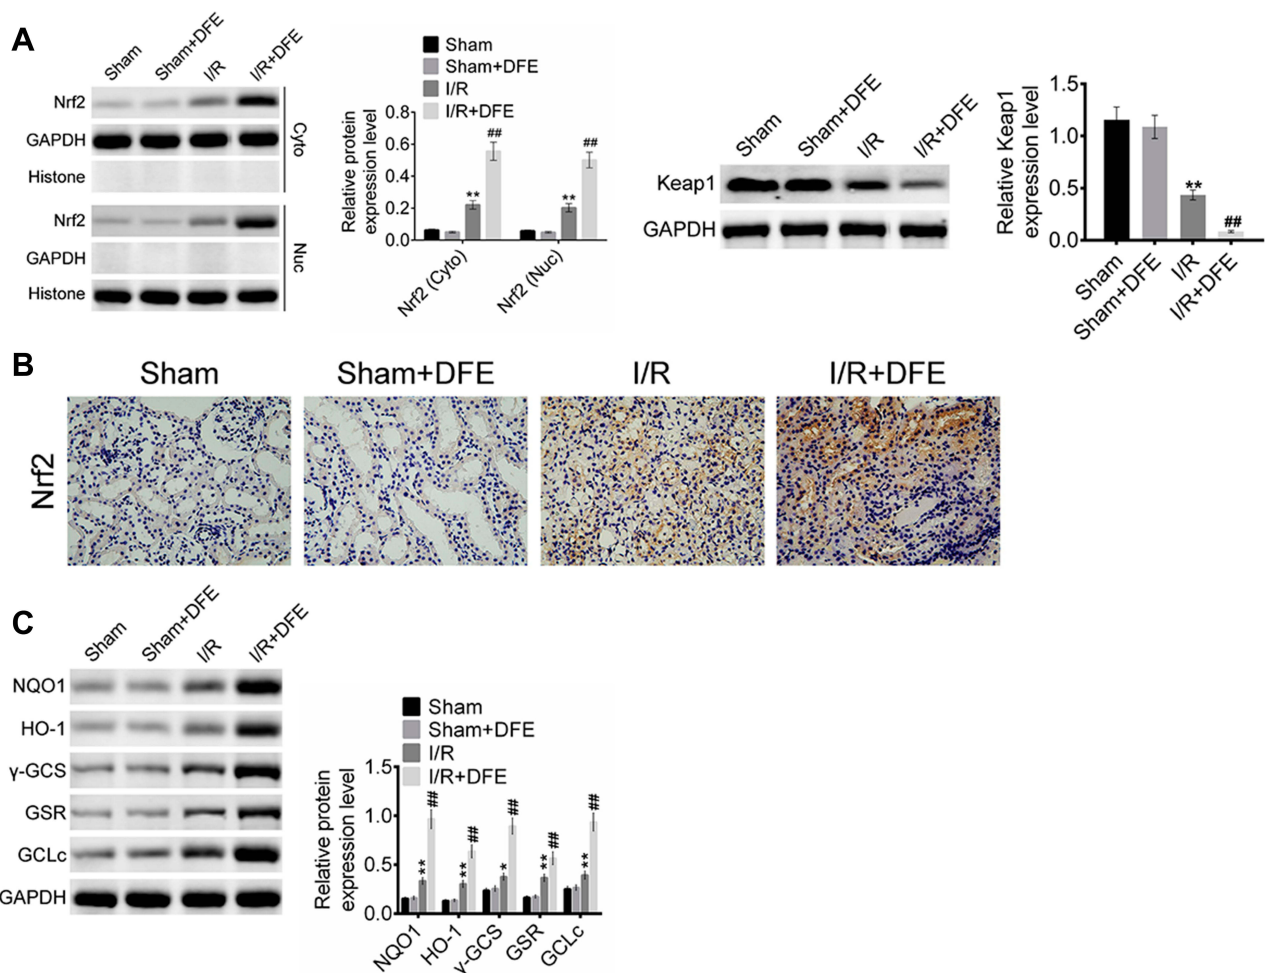 A
Sham
Sham+DFE
I/R
I/R+DFE
Nrf2
GAPDH
Histone
Cyto
Nrf2
GAPDH
Histone
Nuc
Sham
Sham+DFE
I/R
I/R+DFE
Relative protein
expression level
0.8
0.6
0.4
0.2
0.0
**
##
**
##
Nrf2 (Cyto)
Nrf2 (Nuc)
Sham
Sham+DFE
I/R
I/R+DFE
Keap1
GAPDH
Relative Keap1
expression level
1.5
1.0
0.5
0.0
**
##
Sham
Sham+DFE
I/R
I/R+DFE
B
Sham
Sham+DFE
I/R
I/R+DFE
Nrf2
C
Sham
Sham+DFE
I/R
I/R+DFE
NQO1
HO-1
γ-GCS
GSR
GCLc
GAPDH
Sham
Sham+DFE
I/R
I/R+DFE
Relative protein
expression level
1.5
1.0
0.5
0.0
**
##
**
##
*
##
**
##
**
##
NQO1
HO-1
γ-GCS
GSR
GCLc